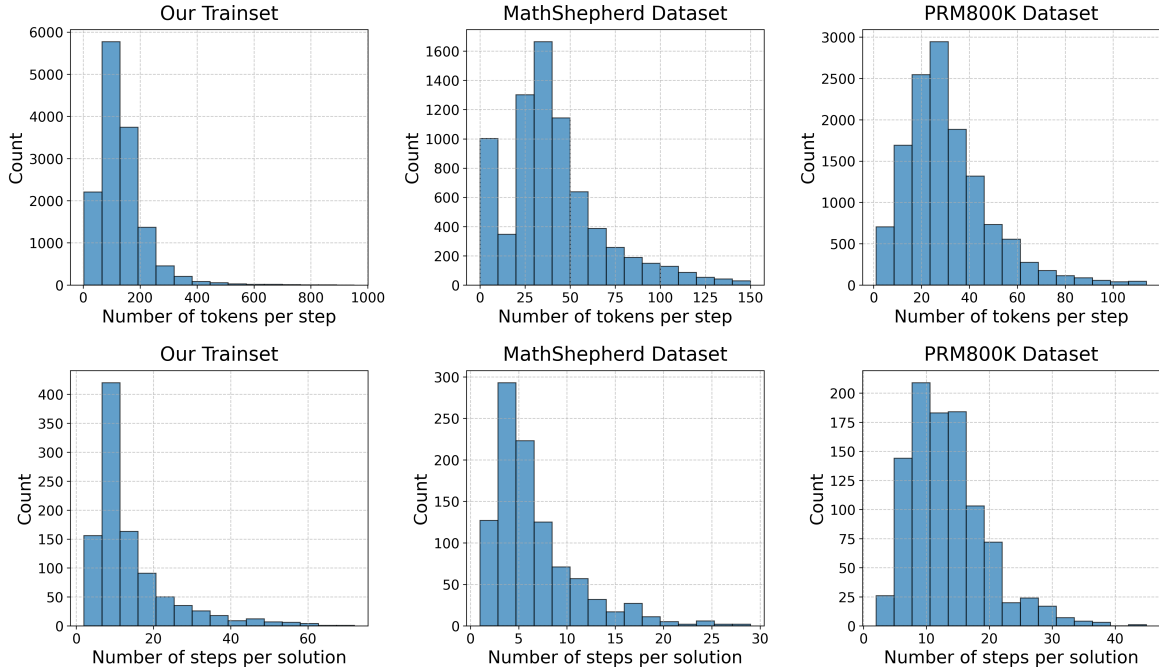 Our Trainset
MathShepherd Dataset
PRM800K Dataset
6000
5000
4000
3000
2000
1000
0
Count
0 200 400 600 800 1000
Number of tokens per step
1600
1400
1200
1000
800
600
400
200
0
Count
0 25 50 75 100 125 150
Number of tokens per step
3000
2500
2000
1500
1000
500
0
Count
0 20 40 60 80 100
Number of tokens per step
Our Trainset
MathShepherd Dataset
PRM800K Dataset
400
350
300
250
200
150
100
50
0
Count
0 20 40 60
Number of steps per solution
300
250
200
150
100
50
0
Count
0 5 10 15 20 25 30
Number of steps per solution
200
175
150
125
100
75
50
25
0
Count
0 10 20 30 40
Number of steps per solution